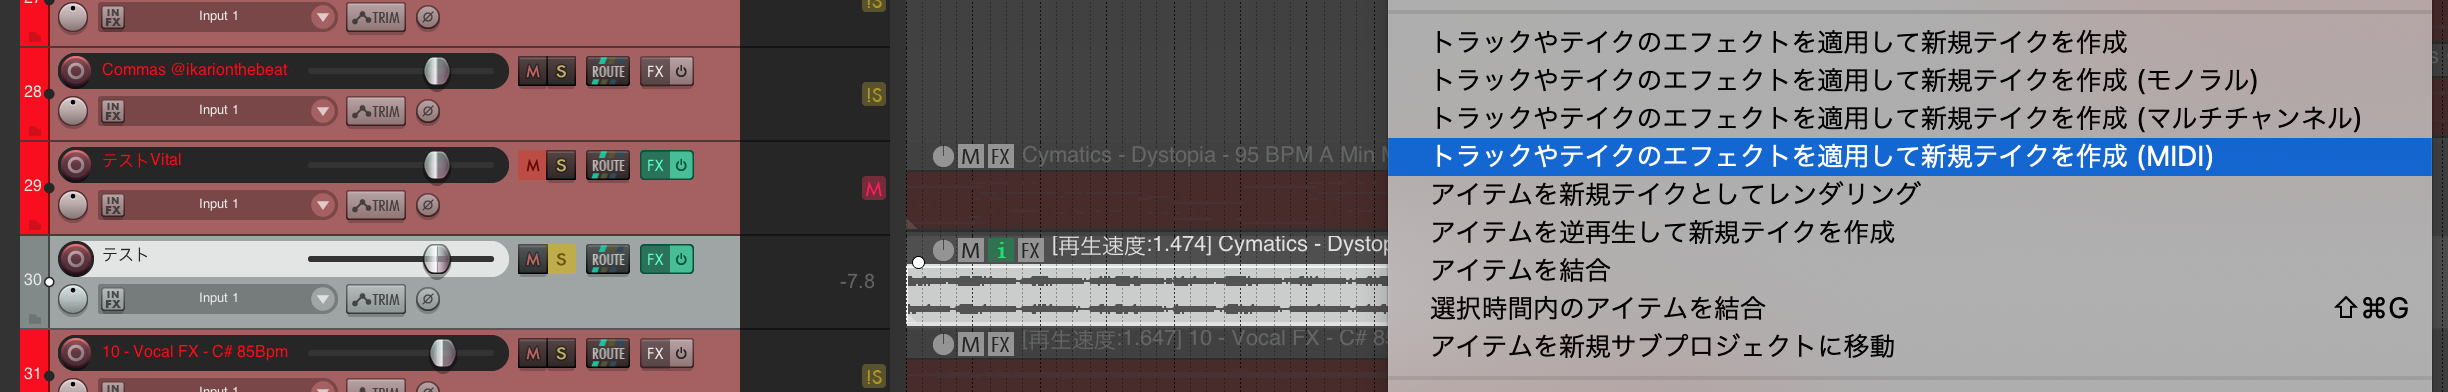 27
IN FX
Input 1
TRIM
!S
28
Commas @ikarionthebeat
M
S
ROUTE
FX
IN FX
Input 1
TRIM
!S
29
テストVital
M
S
ROUTE
FX
IN FX
Input 1
TRIM
M
30
テスト
M
S
ROUTE
FX
IN FX
Input 1
TRIM
-7.8
31
10 - Vocal FX - C# 85Bpm
M
S
ROUTE
FX
IN
Input 1
TRIM
!S
M FX Cymatics - Dystopia - 95 BPM A Min
M i FX [再生速度:1.474] Cymatics - Dystop
M FX [再生速度:1.647] 10 - Vocal FX - C# 8
トラックやテイクのエフェクトを適用して新規テイクを作成
トラックやテイクのエフェクトを適用して新規テイクを作成 (モノラル)
トラックやテイクのエフェクトを適用して新規テイクを作成 (マルチチャンネル)
トラックやテイクのエフェクトを適用して新規テイクを作成 (MIDI)
アイテムを新規テイクとしてレンダリング
アイテムを逆再生して新規テイクを作成
アイテムを結合
選択時間内のアイテムを結合 ⇧⌘G
アイテムを新規サブプロジェクトに移動